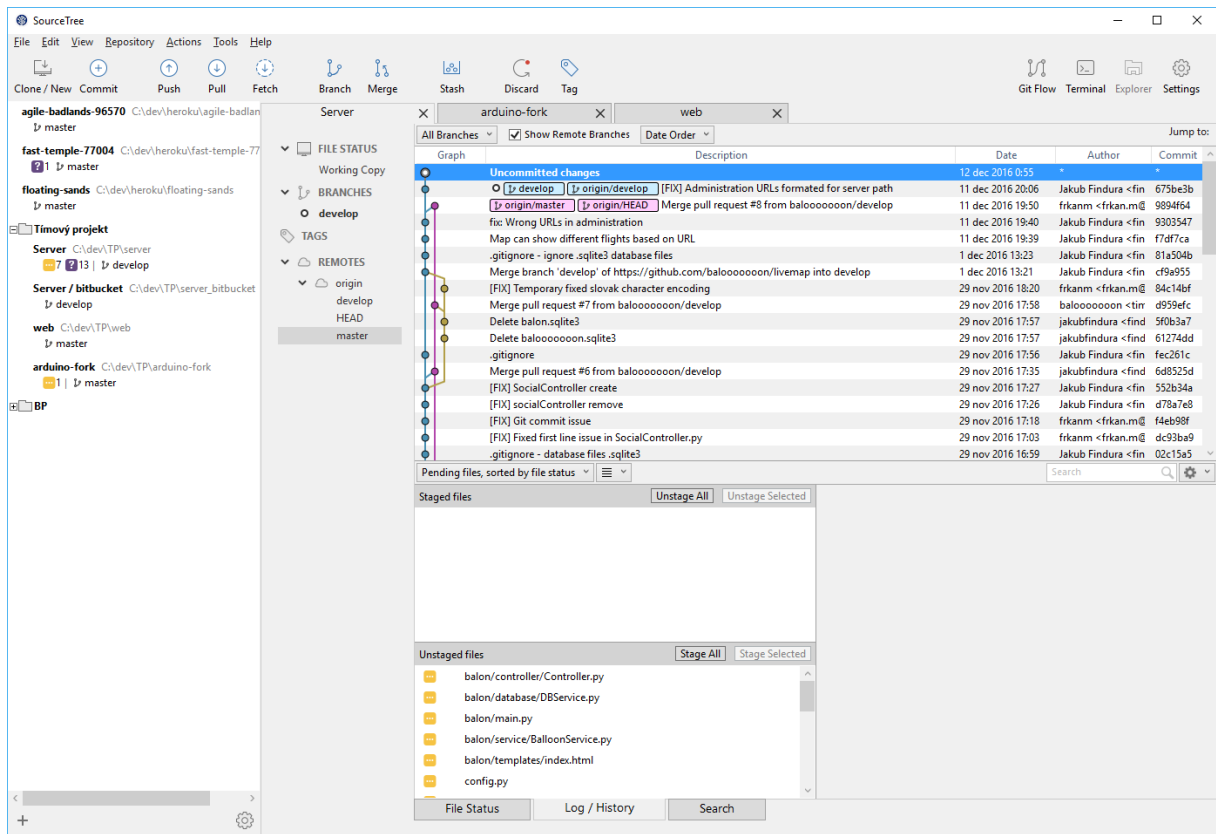 SourceTree
File Edit View Repository Actions Tools Help
Clone / New Commit Push Pull Fetch Branch Merge Stash Discard Tag Git Flow Terminal Explorer Settings
agile-badlands-96570 C:\dev\heroku\agile-badlan
master
fast-temple-77004 C:\dev\heroku\fast-temple-77
? 1 master
floating-sands C:\dev\heroku\floating-sands
master
Tímový projekt
Server C:\dev\TP\server
7 ? 13 | develop
Server / bitbucket C:\dev\TP\server_bitbucket
develop
web C:\dev\TP\web
master
arduino-fork C:\dev\TP\arduino-fork
1 | master
BP
Server arduino-fork web
FILE STATUS
Working Copy
BRANCHES
develop
TAGS
REMOTES
origin
develop
HEAD
master
All Branches Show Remote Branches Date Order Jump to:
Graph Description Date Author Commit
Uncommitted changes 12 dec 2016 0:55 * *
develop origin/develop [FIX] Administration URLs formated for server path 11 dec 2016 20:06 Jakub Findura <fin 675be3b
origin/master origin/HEAD Merge pull request #8 from balooooooon/develop 11 dec 2016 19:50 frkanm <frkan.m@ 9894f64
fix: Wrong URLs in administration 11 dec 2016 19:40 Jakub Findura <fin 9303547
Map can show different flights based on URL 11 dec 2016 19:39 Jakub Findura <fin f7df7ca
.gitignore - ignore .sqlite3 database files 1 dec 2016 13:23 Jakub Findura <fin 81a504b
Merge branch 'develop' of https://github.com/balooooooon/livemap into develop 1 dec 2016 13:21 Jakub Findura <fin cf9a955
[FIX] Temporary fixed slovak character encoding 29 nov 2016 18:20 frkanm <frkan.m@ 84c14bf
Merge pull request #7 from balooooooon/develop 29 nov 2016 17:58 balooooooon <tim d959efc
Delete balon.sqlite3 29 nov 2016 17:57 jakubfindura <find 5f0b3a7
Delete balooooooon.sqlite3 29 nov 2016 17:57 jakubfindura <find 61274dd
.gitignore 29 nov 2016 17:56 Jakub Findura <fin fec261c
Merge pull request #6 from balooooooon/develop 29 nov 2016 17:35 jakubfindura <find 6d8525d
[FIX] SocialController create 29 nov 2016 17:27 Jakub Findura <fin 552b34a
[FIX] socialController remove 29 nov 2016 17:26 Jakub Findura <fin d78a7e8
[FIX] Git commit issue 29 nov 2016 17:18 frkanm <frkan.m@ f4eb98f
[FIX] Fixed first line issue in SocialController.py 29 nov 2016 17:03 frkanm <frkan.m@ dc93ba9
.gitignore - database files .sqlite3 29 nov 2016 16:59 Jakub Findura <fin 02c15a5
Pending files, sorted by file status Search
Staged files Unstage All Unstage Selected
Unstaged files Stage All Stage Selected
balon/controller/Controller.py
balon/database/DBService.py
balon/main.py
balon/service/BalloonService.py
balon/templates/index.html
config.py
File Status Log / History Search